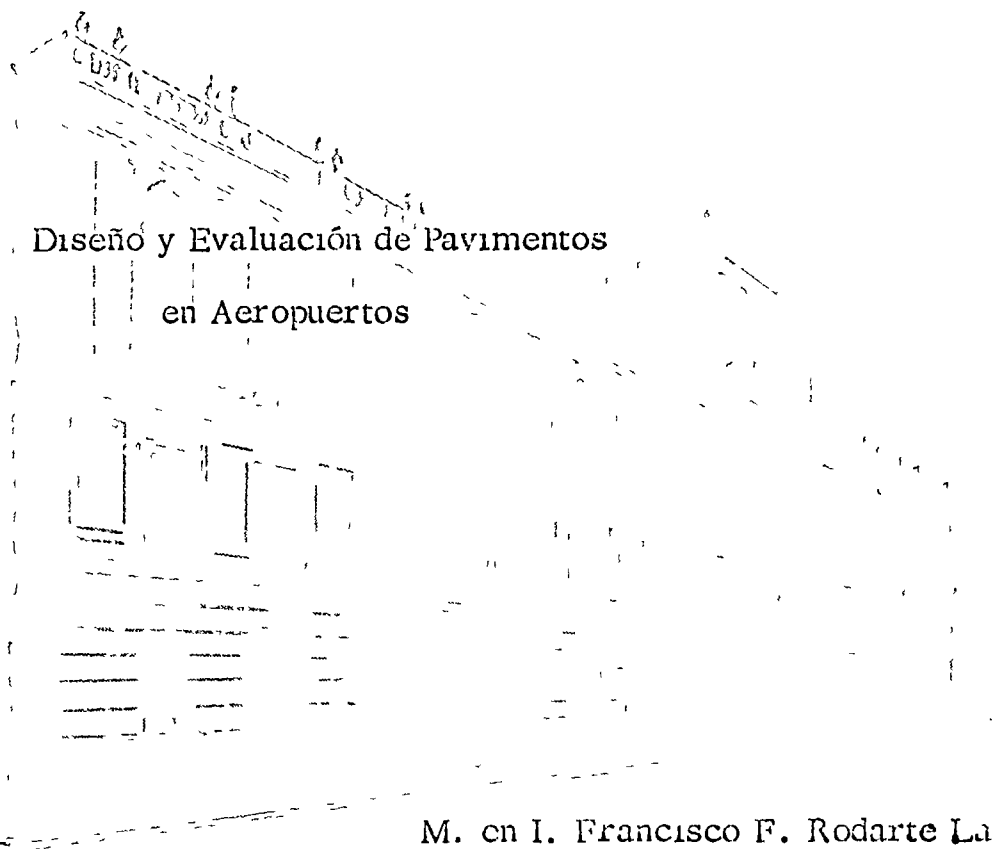 Diseño y Evaluación de Pavimentos
en Aeropuertos
M. en I. Francisco F. Rodarte La